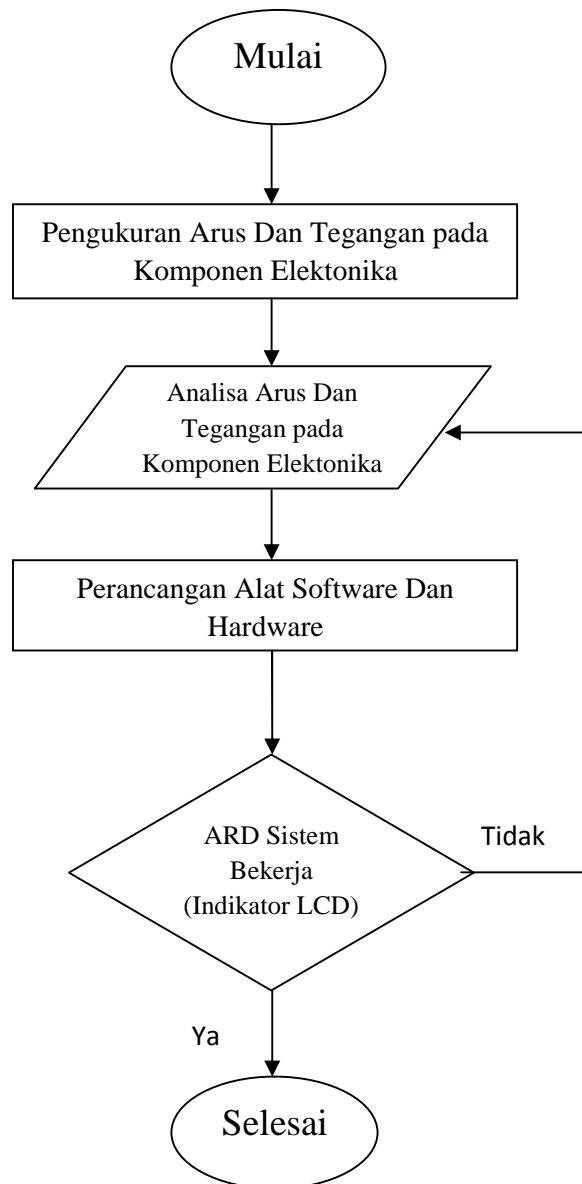 Mulai
Pengukuran Arus Dan Tegangan pada
Komponen Elektonika
Analisa Arus Dan
Tegangan pada
Komponen Elektonika
Perancangan Alat Software Dan
Hardware
ARD Sistem
Bekerja
(Indikator LCD)
Tidak
Ya
Selesai